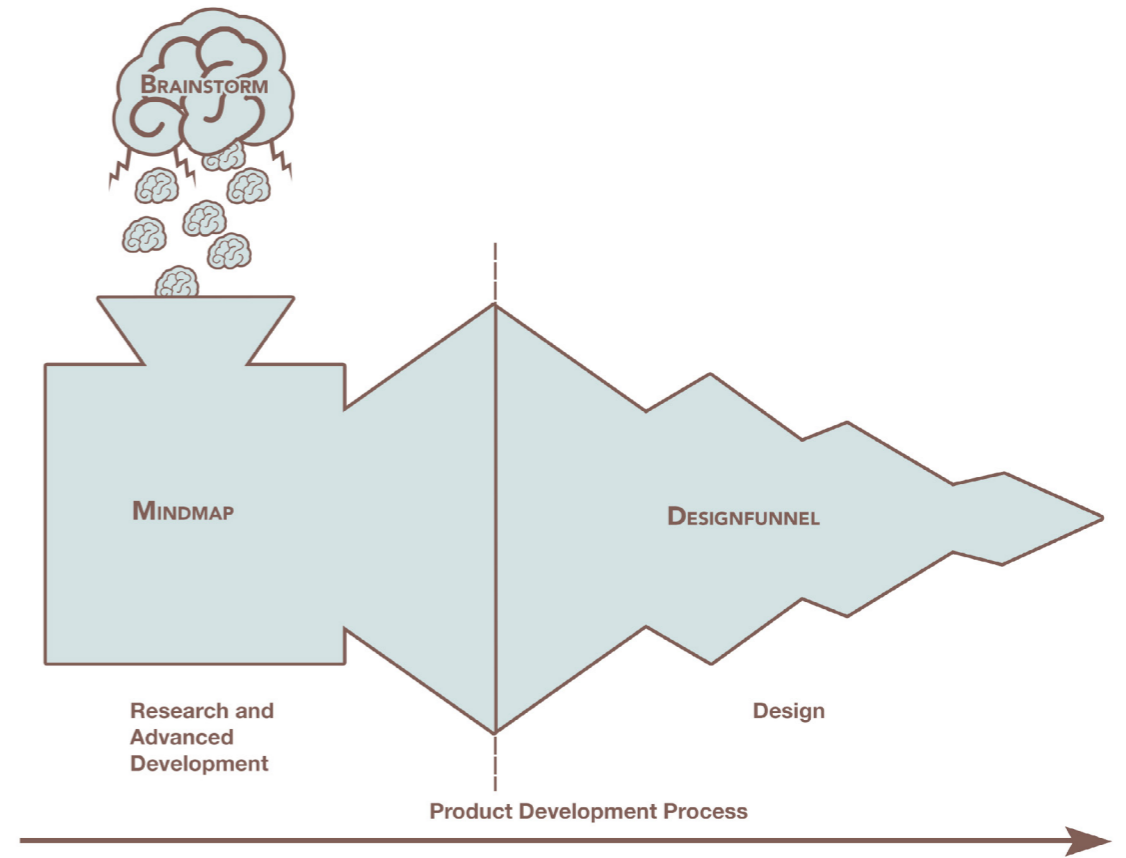 BRAINSTORM
MINDMAP
DESIGNFUNNEL
Research and
Advanced
Development
Design
Product Development Process